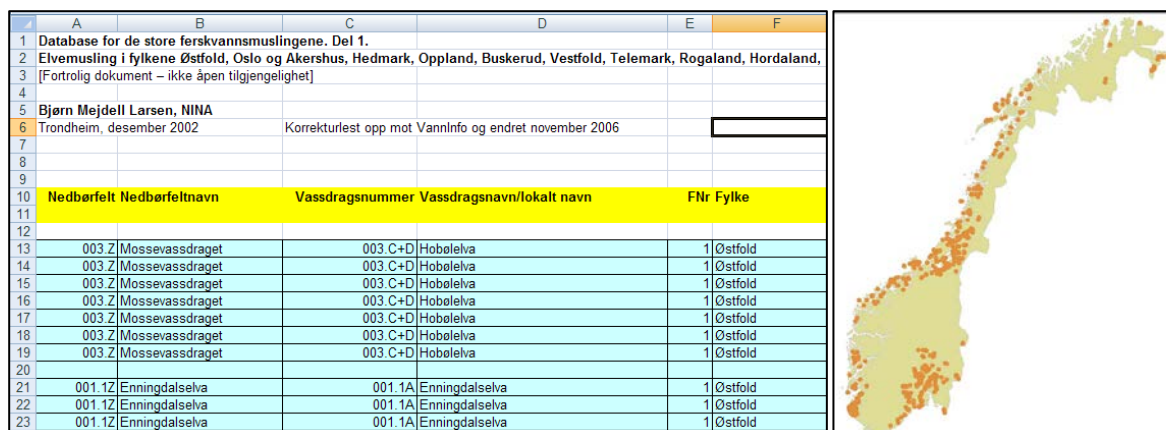 A B C D E F
1 Database for de store ferskvannsmuslingene. Del 1.
2 Elvemusling i fylkene Østfold, Oslo og Akershus, Hedmark, Oppland, Buskerud, Vestfold, Telemark, Rogaland, Hordaland,
3 [Fortrolig dokument – ikke åpen tilgjengelighet]
4
5 Bjørn Mejdell Larsen, NINA
6 Trondheim, desember 2002 Korrekturlest opp mot VannInfo og endret november 2006
7
8
9
10 Nedbørfelt Nedbørfeltnavn Vassdragsnummer Vassdragsnavn/lokalt navn FNr Fylke
11
12
13 003.Z Mossevassdraget 003.C+D Hobølelva 1 Østfold
14 003.Z Mossevassdraget 003.C+D Hobølelva 1 Østfold
15 003.Z Mossevassdraget 003.C+D Hobølelva 1 Østfold
16 003.Z Mossevassdraget 003.C+D Hobølelva 1 Østfold
17 003.Z Mossevassdraget 003.C+D Hobølelva 1 Østfold
18 003.Z Mossevassdraget 003.C+D Hobølelva 1 Østfold
19 003.Z Mossevassdraget 003.C+D Hobølelva 1 Østfold
20
21 001.1Z Enningdalselva 001.1A Enningdalselva 1 Østfold
22 001.1Z Enningdalselva 001.1A Enningdalselva 1 Østfold
23 001.1Z Enningdalselva 001.1A Enningdalselva 1 Østfold